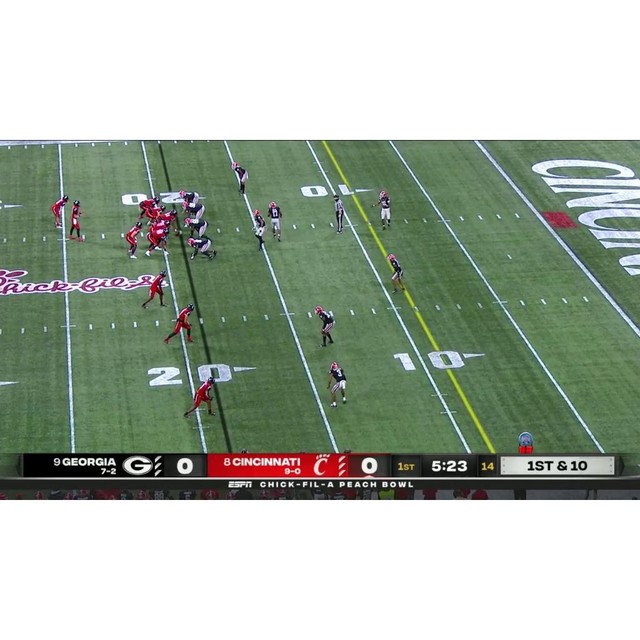 20 10
CINCIN
Chick-fil-A
20 10
9 GEORGIA 7-2 G 0 8 CINCINNATI 9-0 C 0 1ST 5:23 14 1ST & 10
ESPN CHICK-FIL-A PEACH BOWL